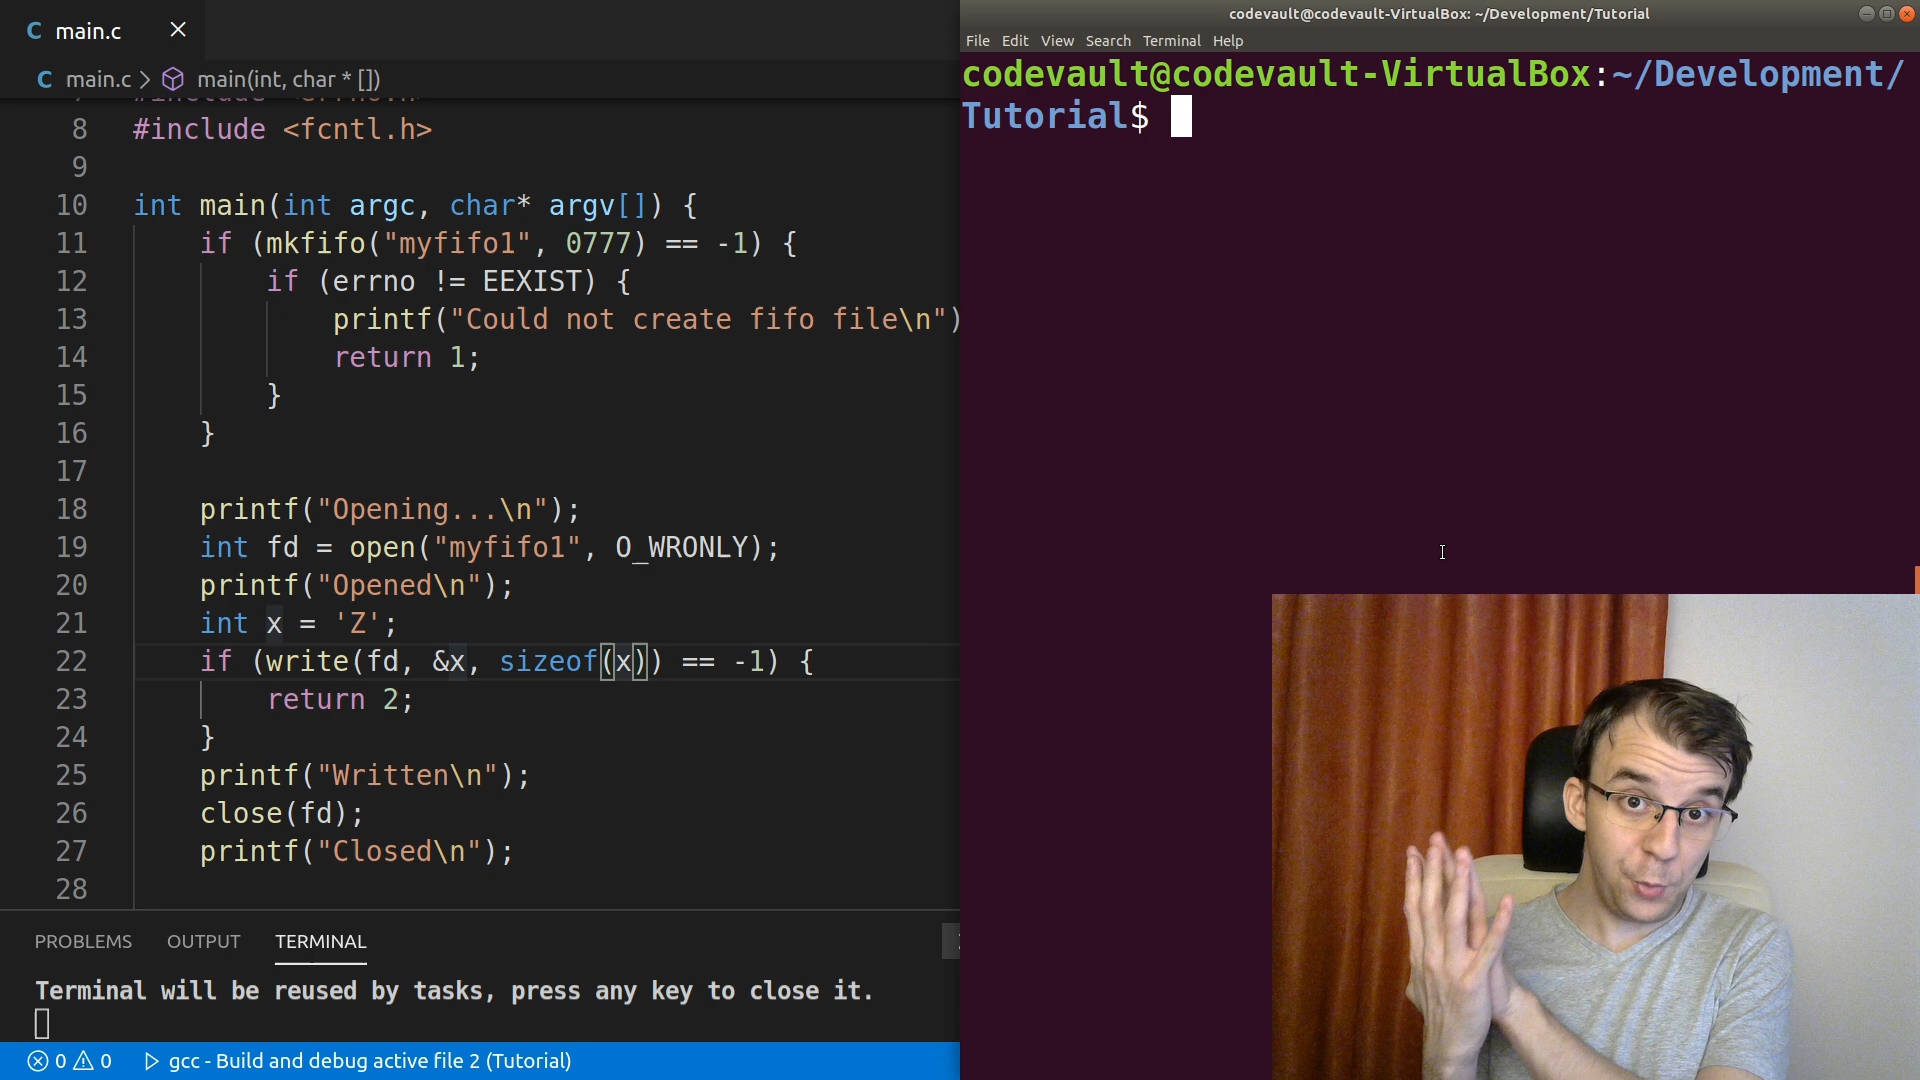 main.c
main.c > main(int, char * [])
#include <errno.h>
8 #include <fcntl.h>
9
10 int main(int argc, char* argv[]) {
11 if (mkfifo("myfifo1", 0777) == -1) {
12 if (errno != EEXIST) {
13 printf("Could not create fifo file\n")
14 return 1;
15 }
16 }
17
18 printf("Opening...\n");
19 int fd = open("myfifo1", O_WRONLY);
20 printf("Opened\n");
21 int x = 'Z';
22 if (write(fd, &x, sizeof(x)) == -1) {
23 return 2;
24 }
25 printf("Written\n");
26 close(fd);
27 printf("Closed\n");
28
PROBLEMS OUTPUT TERMINAL
Terminal will be reused by tasks, press any key to close it.
0 0 gcc - Build and debug active file 2 (Tutorial)
codevault@codevault-VirtualBox: ~/Development/Tutorial
File Edit View Search Terminal Help
codevault@codevault-VirtualBox:~/Development/
Tutorial$